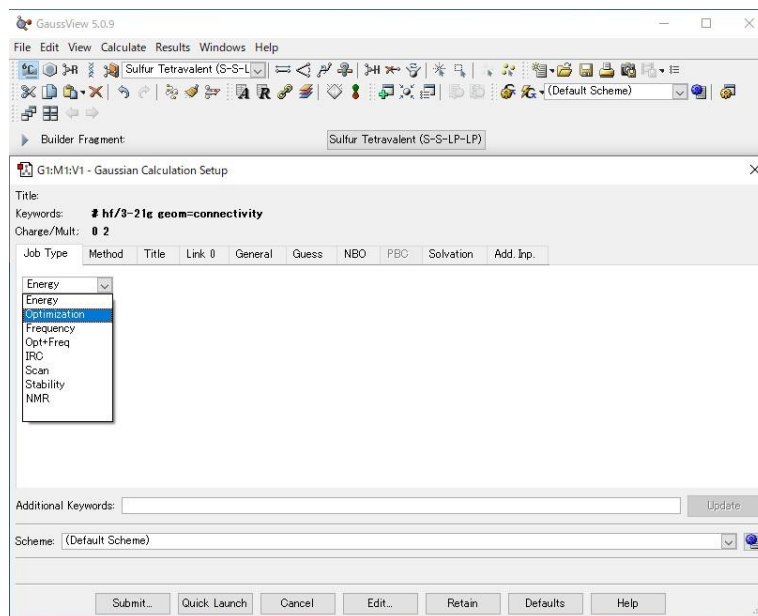 GaussView 5.0.9
File Edit View Calculate Results Windows Help
Sulfur Tetravalent (S-S-L
(Default Scheme)
Builder Fragment: Sulfur Tetravalent (S-S-LP-LP)
G1:M1:V1 - Gaussian Calculation Setup
Title:
Keywords: # hf/3-21g geom=connectivity
Charge/Mult: 0 2
Job Type Method Title Link 0 General Guess NBO PBC Solvation Add. Inp.
Energy
Energy
Optimization
Frequency
Opt+Freq
IRC
Scan
Stability
NMR
Additional Keywords: Update
Scheme: (Default Scheme)
Submit... Quick Launch Cancel Edit... Retain Defaults Help